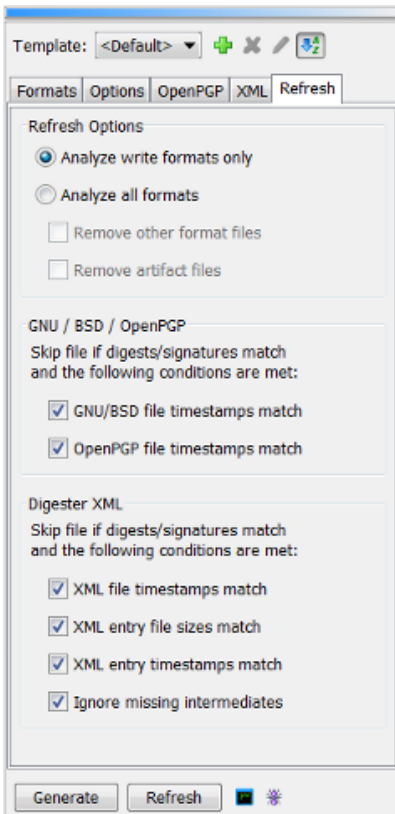 Template: <Default>
Formats Options OpenPGP XML Refresh
Refresh Options
Analyze write formats only
Analyze all formats
Remove other format files
Remove artifact files
GNU / BSD / OpenPGP
Skip file if digests/signatures match
and the following conditions are met:
GNU/BSD file timestamps match
OpenPGP file timestamps match
Digester XML
Skip file if digests/signatures match
and the following conditions are met:
XML file timestamps match
XML entry file sizes match
XML entry timestamps match
Ignore missing intermediates
Generate Refresh